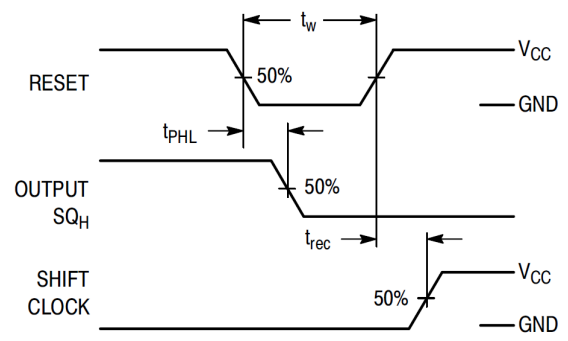 tw
VCC
RESET
50%
GND
tPHL
OUTPUT
SQH
50%
trec
SHIFT
CLOCK
VCC
50%
GND